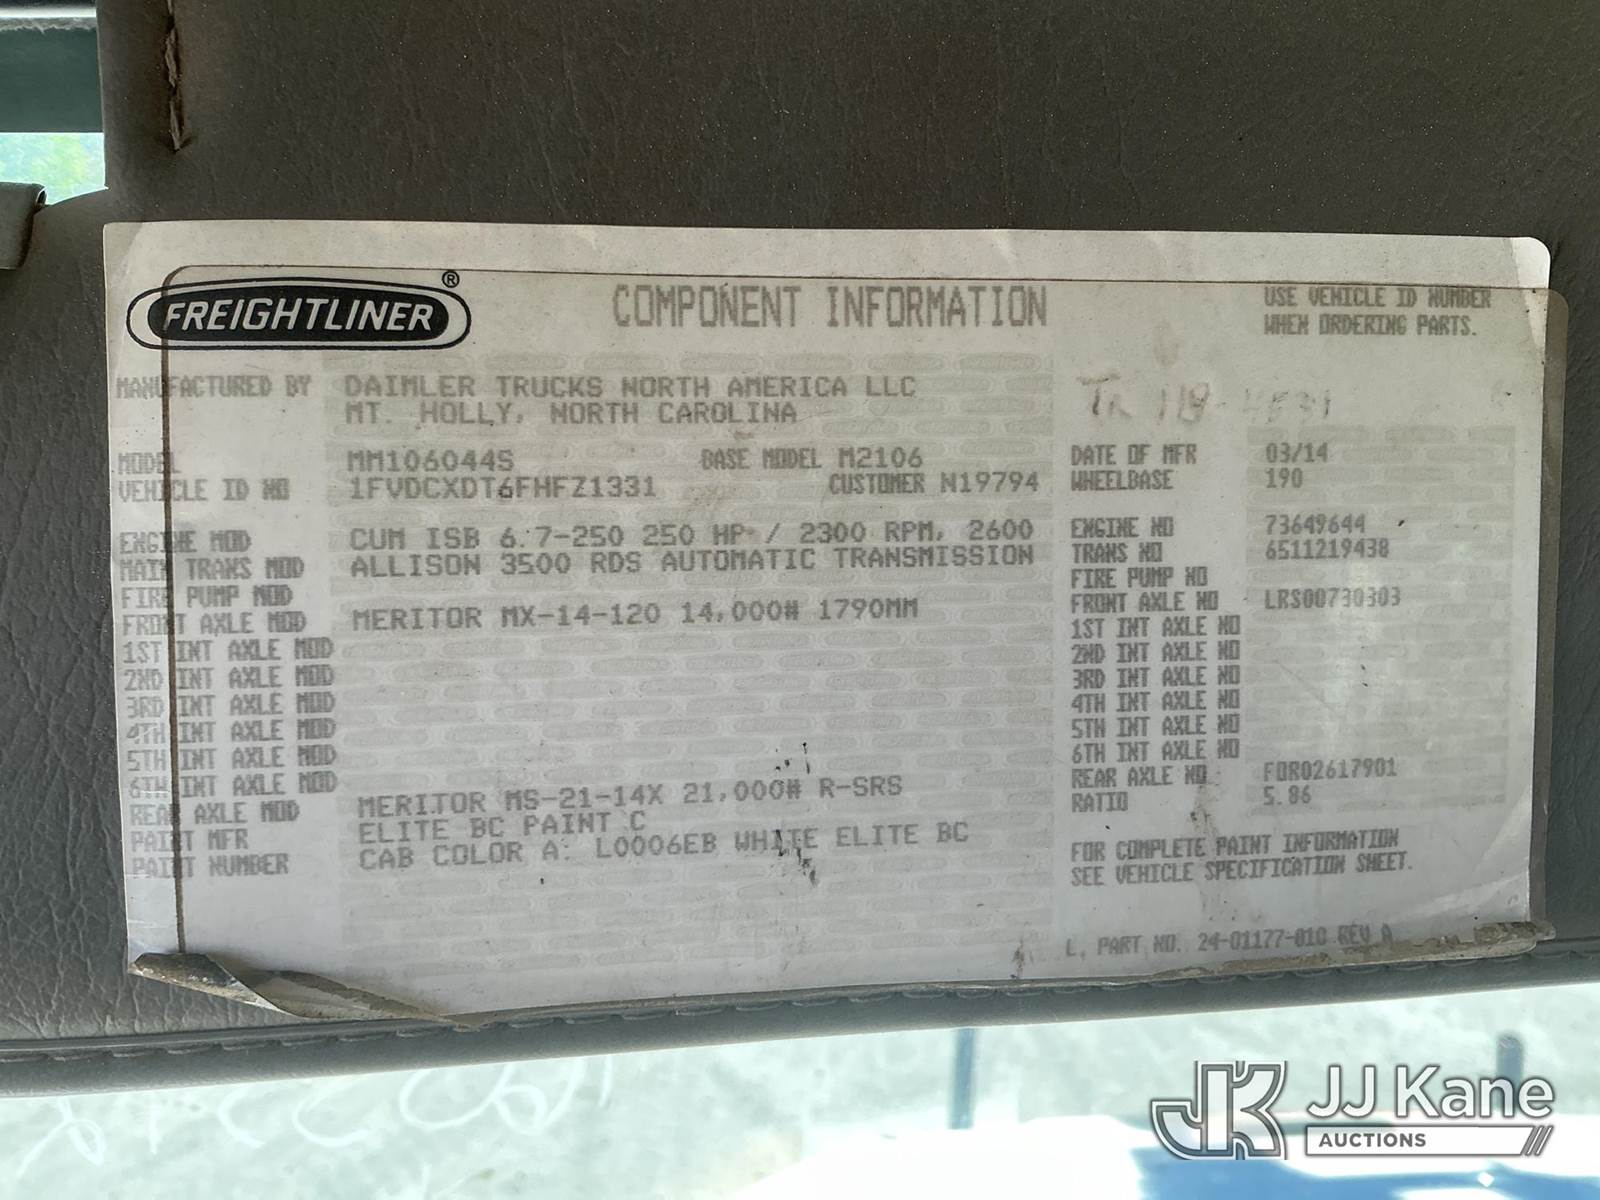 FREIGHTLINER ®
COMPONENT INFORMATION
USE VEHICLE ID NUMBER
WHEN ORDERING PARTS.
MANUFACTURED BY DAIMLER TRUCKS NORTH AMERICA LLC
MT. HOLLY, NORTH CAROLINA
MODEL MM106044S BASE MODEL M2106
VEHICLE ID NO 1FVDCXDT6FHFZ1331 CUSTOMER N19794
ENGINE MOD CUM ISB 6.7-250 250 HP / 2300 RPM, 2600
MAIN TRANS MOD ALLISON 3500 RDS AUTOMATIC TRANSMISSION
FIRE PUMP MOD
FRONT AXLE MOD MERITOR MX-14-120 14,000# 1790MM
1ST INT AXLE MOD
2ND INT AXLE MOD
3RD INT AXLE MOD
4TH INT AXLE MOD
5TH INT AXLE MOD
6TH INT AXLE MOD
REAR AXLE MOD MERITOR MS-21-14X 21,000# R-SRS
PAINT MFR ELITE BC PAINT C
PAINT NUMBER CAB COLOR A: L0006EB WHITE ELITE BC
DATE OF MFR 03/14
WHEELBASE 190
ENGINE NO 73649644
TRANS NO 6511219438
FIRE PUMP NO
FRONT AXLE NO LRS00730303
1ST INT AXLE NO
2ND INT AXLE NO
3RD INT AXLE NO
4TH INT AXLE NO
5TH INT AXLE NO
6TH INT AXLE NO
REAR AXLE NO FOR02617901
RATIO 5.86
FOR COMPLETE PAINT INFORMATION
SEE VEHICLE SPECIFICATION SHEET.
L, PART NO. 24-01177-010 REV A
JK JJ Kane
AUCTIONS